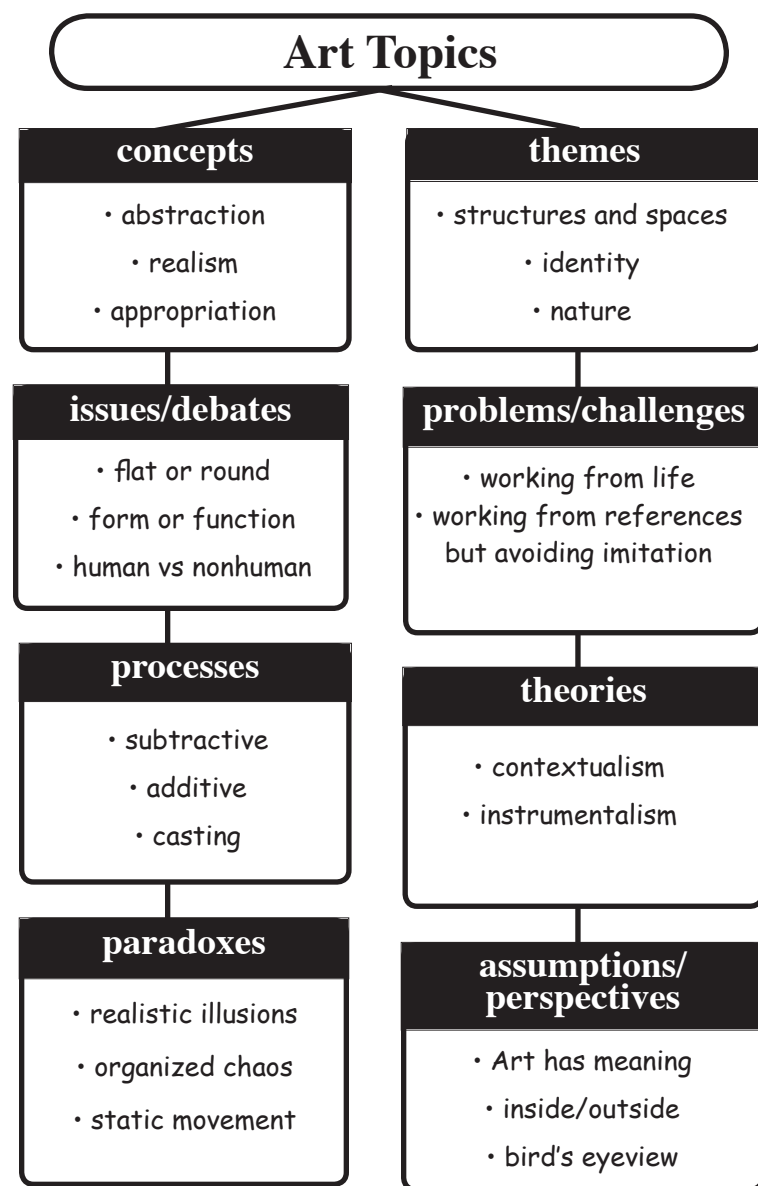 Art Topics
concepts
• abstraction
• realism
• appropriation
issues/debates
• flat or round
• form or function
• human vs nonhuman
processes
• subtractive
• additive
• casting
paradoxes
• realistic illusions
• organized chaos
• static movement
themes
• structures and spaces
• identity
• nature
problems/challenges
• working from life
• working from references
but avoiding imitation
theories
• contextualism
• instrumentalism
assumptions/
perspectives
• Art has meaning
• inside/outside
• bird's eyeview